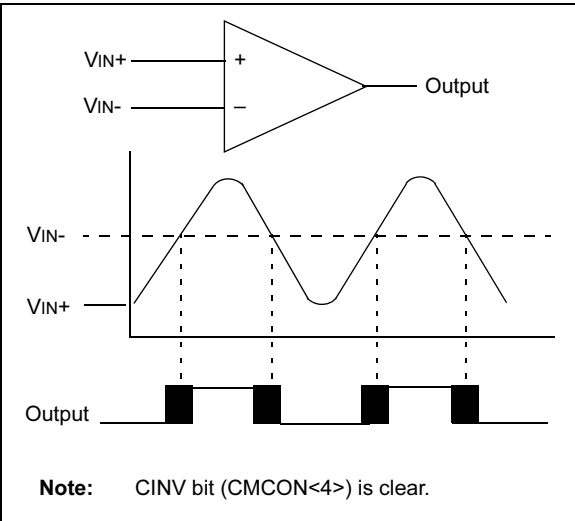 VIN+
+
Output
VIN-
–
VIN-
VIN+
Output
Note: CINV bit (CMCON<4>) is clear.